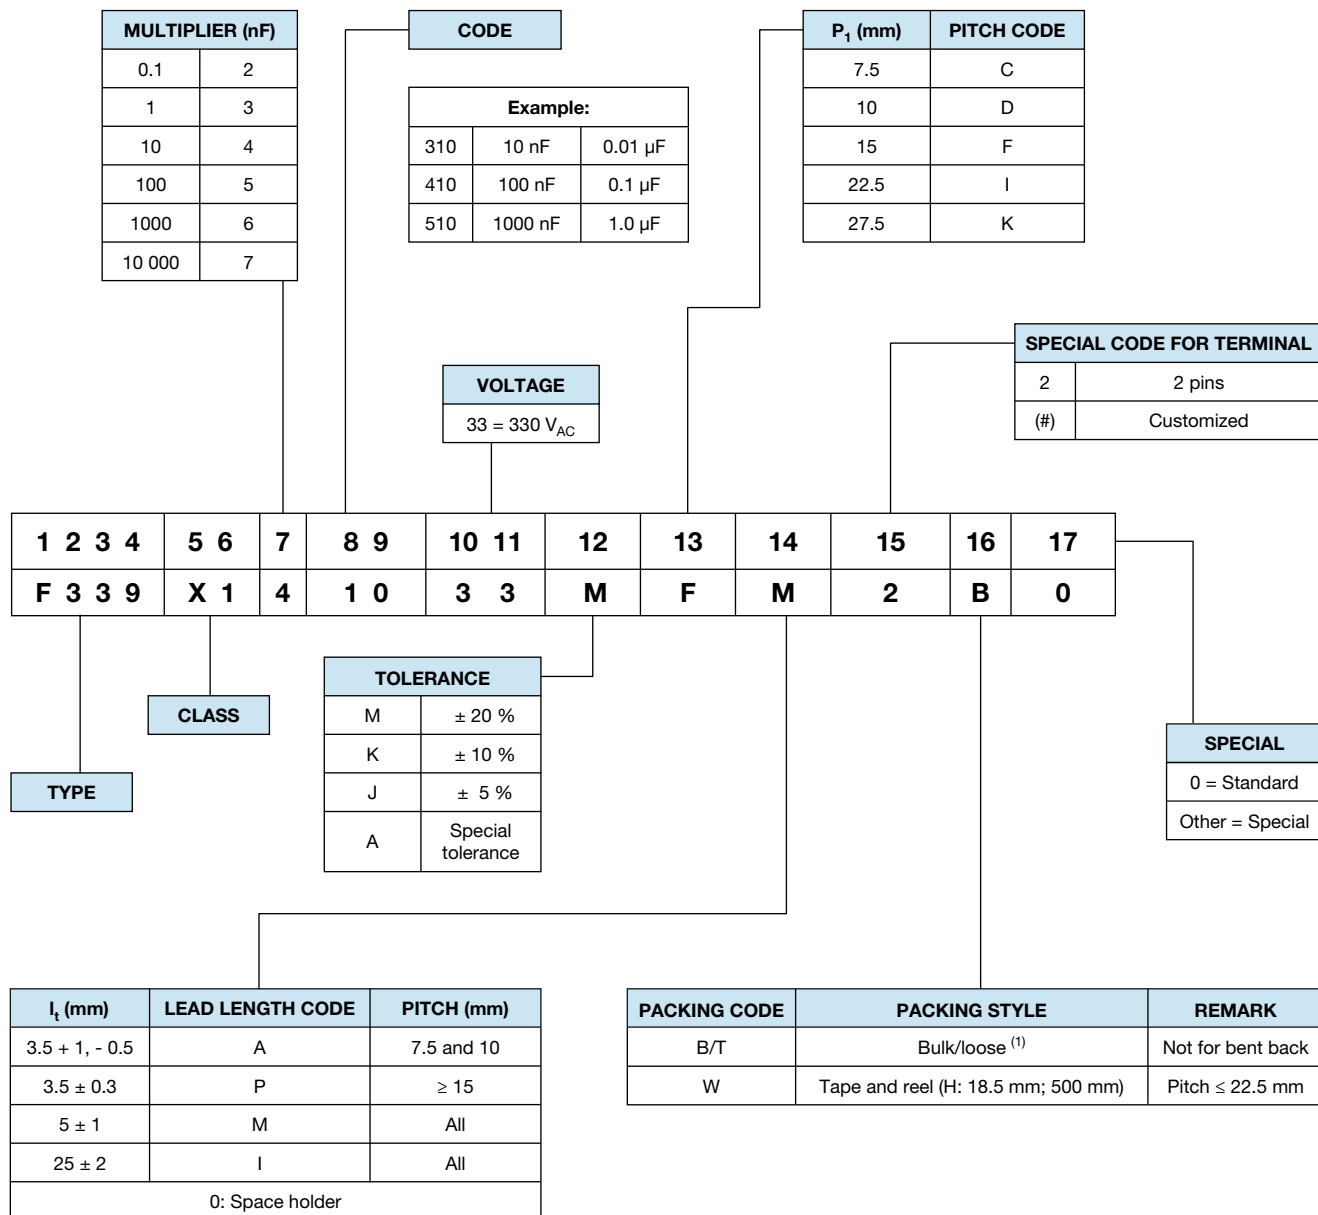 MULTIPLIER (nF)
0.1 2
1 3
10 4
100 5
1000 6
10 000 7
CODE
Example:
310 10 nF 0.01 µF
410 100 nF 0.1 µF
510 1000 nF 1.0 µF
P1 (mm) PITCH CODE
7.5 C
10 D
15 F
22.5 I
27.5 K
VOLTAGE
33 = 330 VAC
SPECIAL CODE FOR TERMINAL
2 2 pins
(#) Customized
1 2 3 4 5 6 7 8 9 10 11 12 13 14 15 16 17
F 3 3 9 X 1 4 1 0 3 3 M F M 2 B 0
TYPE
CLASS
TOLERANCE
M ± 20 %
K ± 10 %
J ± 5 %
A Special
tolerance
SPECIAL
0 = Standard
Other = Special
lt (mm) LEAD LENGTH CODE PITCH (mm)
3.5 + 1, - 0.5 A 7.5 and 10
3.5 ± 0.3 P ≥ 15
5 ± 1 M All
25 ± 2 I All
0: Space holder
PACKING CODE PACKING STYLE REMARK
B/T Bulk/loose (1) Not for bent back
W Tape and reel (H: 18.5 mm; 500 mm) Pitch ≤ 22.5 mm